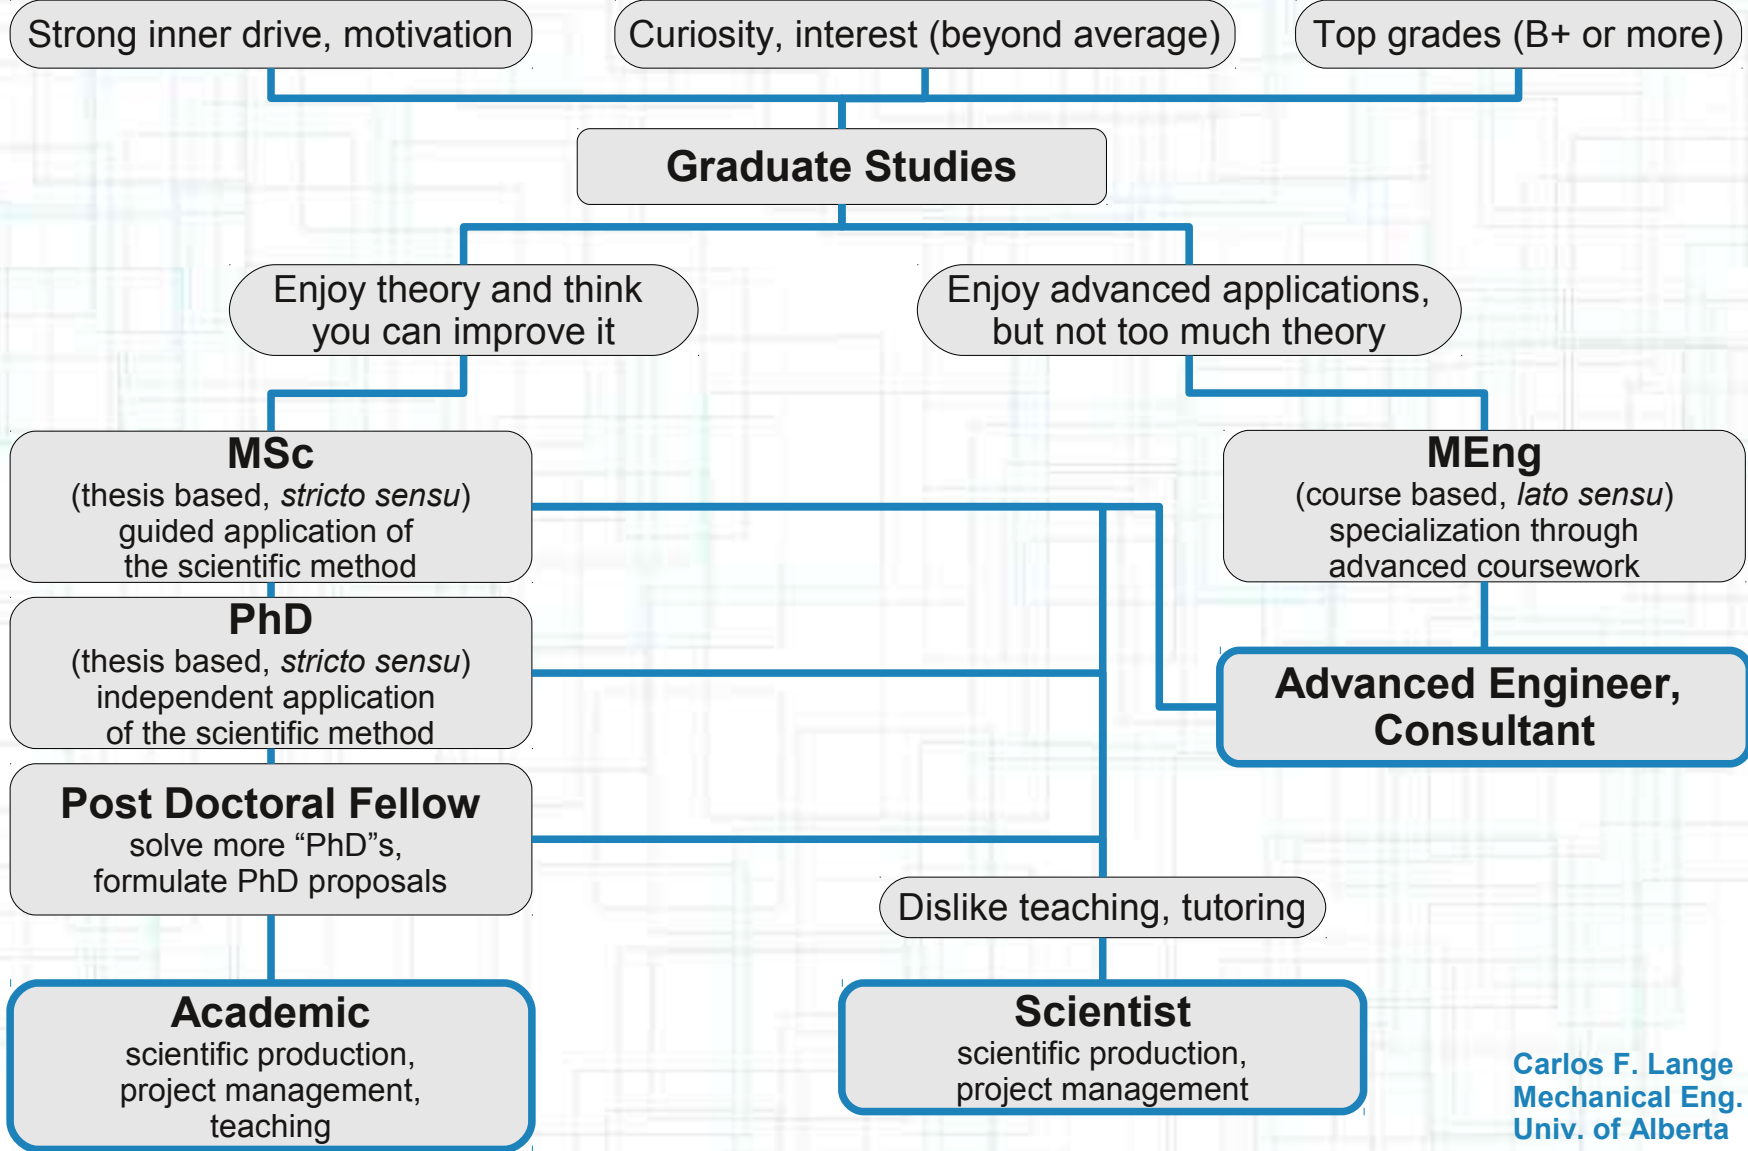 Strong inner drive, motivation
Curiosity, interest (beyond average)
Top grades (B+ or more)
Graduate Studies
Enjoy theory and think
you can improve it
Enjoy advanced applications,
but not too much theory
MSc
(thesis based, stricto sensu)
guided application of
the scientific method
MEng
(course based, lato sensu)
specialization through
advanced coursework
PhD
(thesis based, stricto sensu)
independent application
of the scientific method
Advanced Engineer,
Consultant
Post Doctoral Fellow
solve more “PhD”s,
formulate PhD proposals
Dislike teaching, tutoring
Academic
scientific production,
project management,
teaching
Scientist
scientific production,
project management
Carlos F. Lange
Mechanical Eng.
Univ. of Alberta